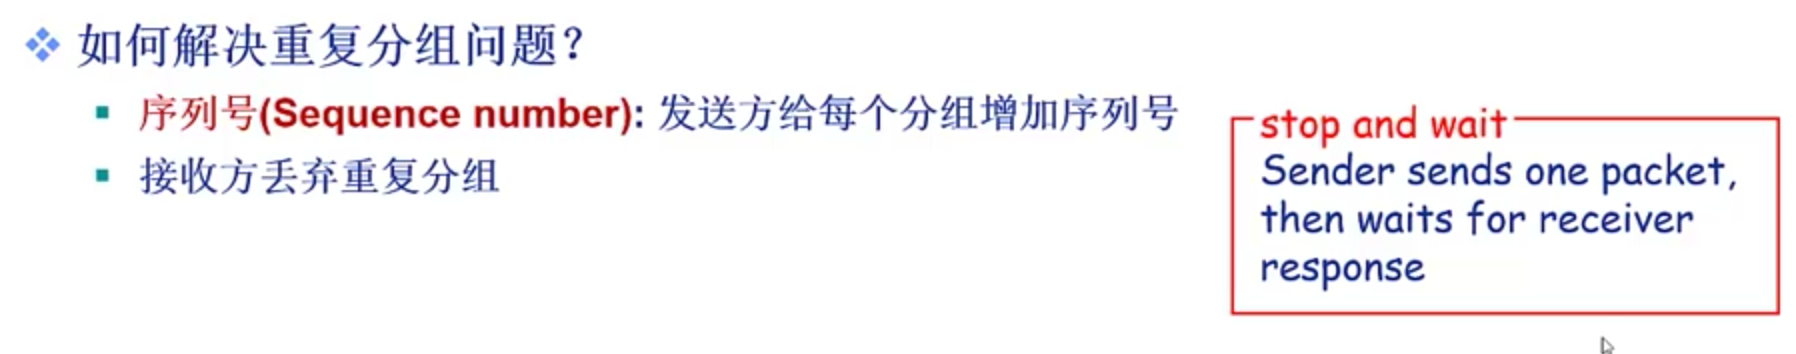 如何解决重复分组问题?
序列号(Sequence number): 发送方给每个分组增加序列号
接收方丢弃重复分组
stop and wait
Sender sends one packet,
then waits for receiver
response